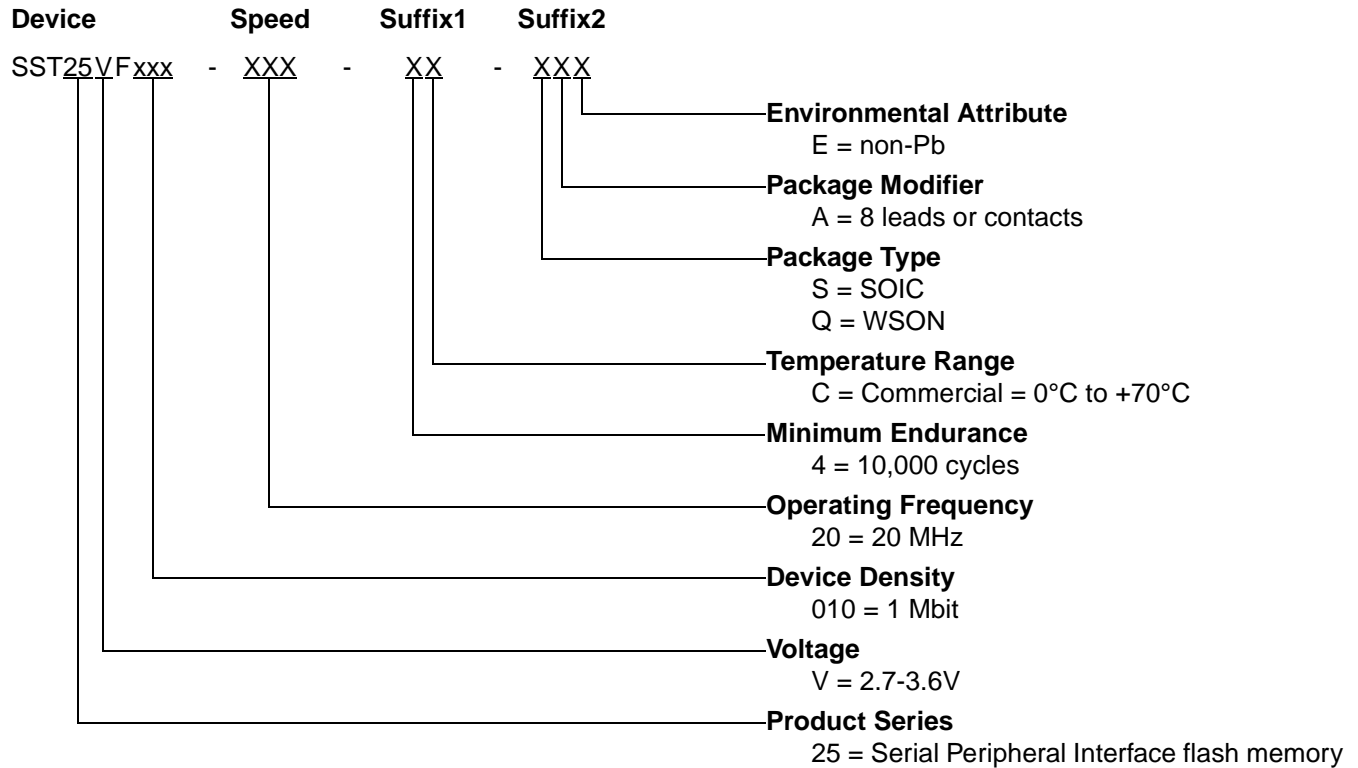 Device Speed Suffix1 Suffix2
SST25VFxxx - XXX - XX - XXX
Environmental Attribute
E = non-Pb
Package Modifier
A = 8 leads or contacts
Package Type
S = SOIC
Q = WSON
Temperature Range
C = Commercial = 0°C to +70°C
Minimum Endurance
4 = 10,000 cycles
Operating Frequency
20 = 20 MHz
Device Density
010 = 1 Mbit
Voltage
V = 2.7-3.6V
Product Series
25 = Serial Peripheral Interface flash memory